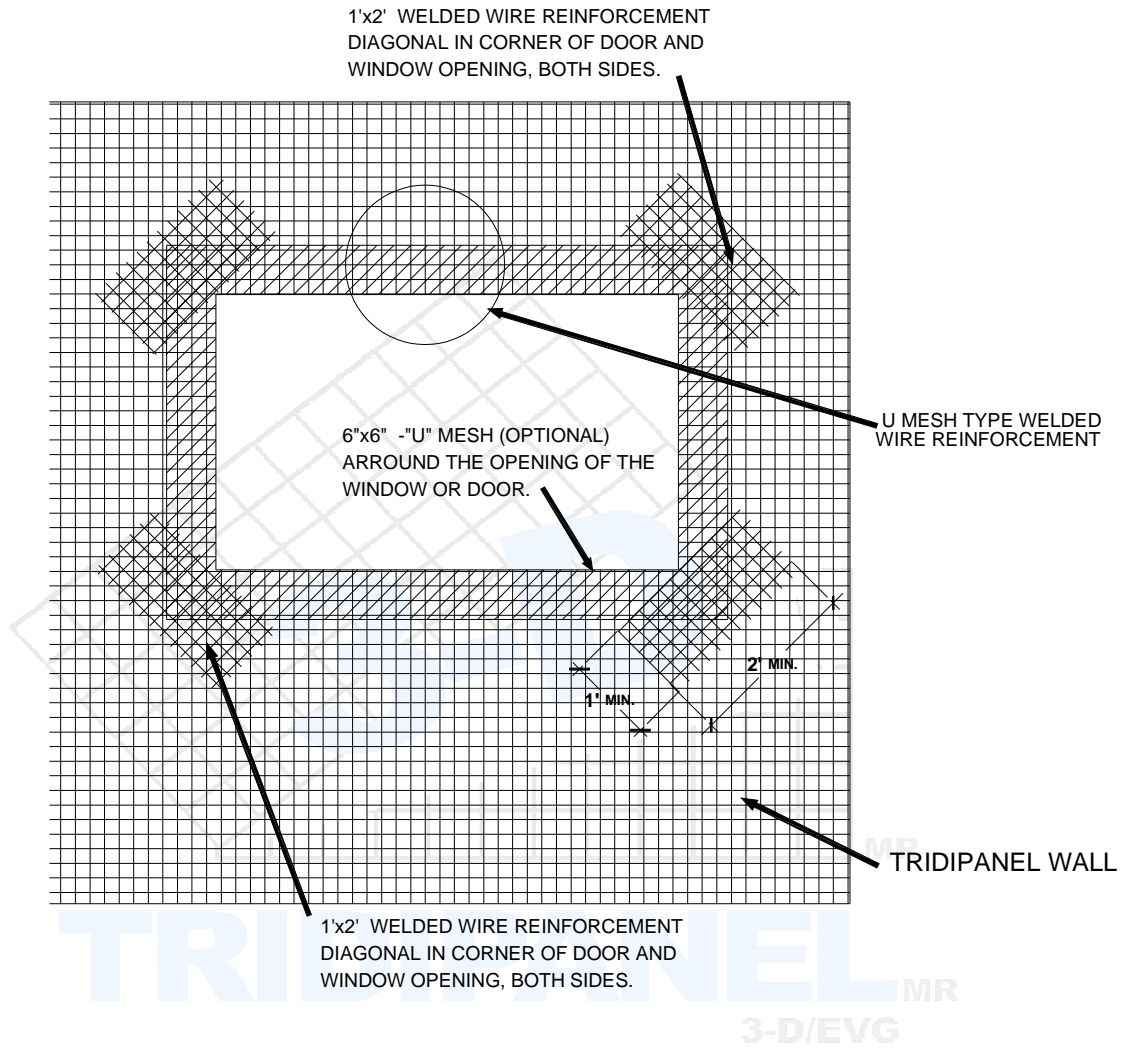 1'x2' WELDED WIRE REINFORCEMENT
DIAGONAL IN CORNER OF DOOR AND
WINDOW OPENING, BOTH SIDES.
U MESH TYPE WELDED
WIRE REINFORCEMENT
6"x6" -"U" MESH (OPTIONAL)
ARROUND THE OPENING OF THE
WINDOW OR DOOR.
3-D
2' MIN.
1' MIN.
MR
TRIDIPANEL WALL
1'x2' WELDED WIRE REINFORCEMENT
DIAGONAL IN CORNER OF DOOR AND
WINDOW OPENING, BOTH SIDES.
TRIDIPANEL MR
3-D/EVG